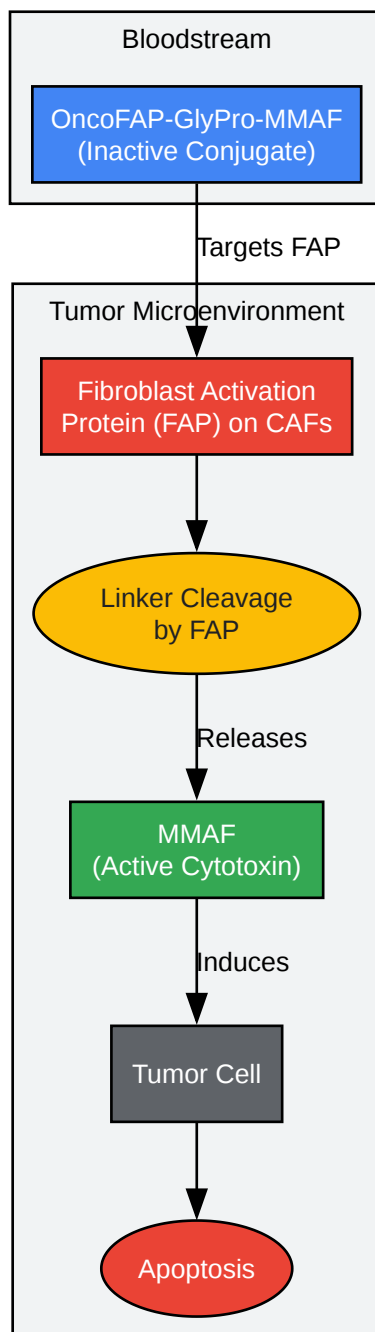 Bloodstream
OncoFAP-GlyPro-MMAF
(Inactive Conjugate)
Targets FAP
Tumor Microenvironment
Fibroblast Activation
Protein (FAP) on CAFs
Linker Cleavage
by FAP
Releases
MMAF
(Active Cytotoxin)
Induces
Tumor Cell
Apoptosis